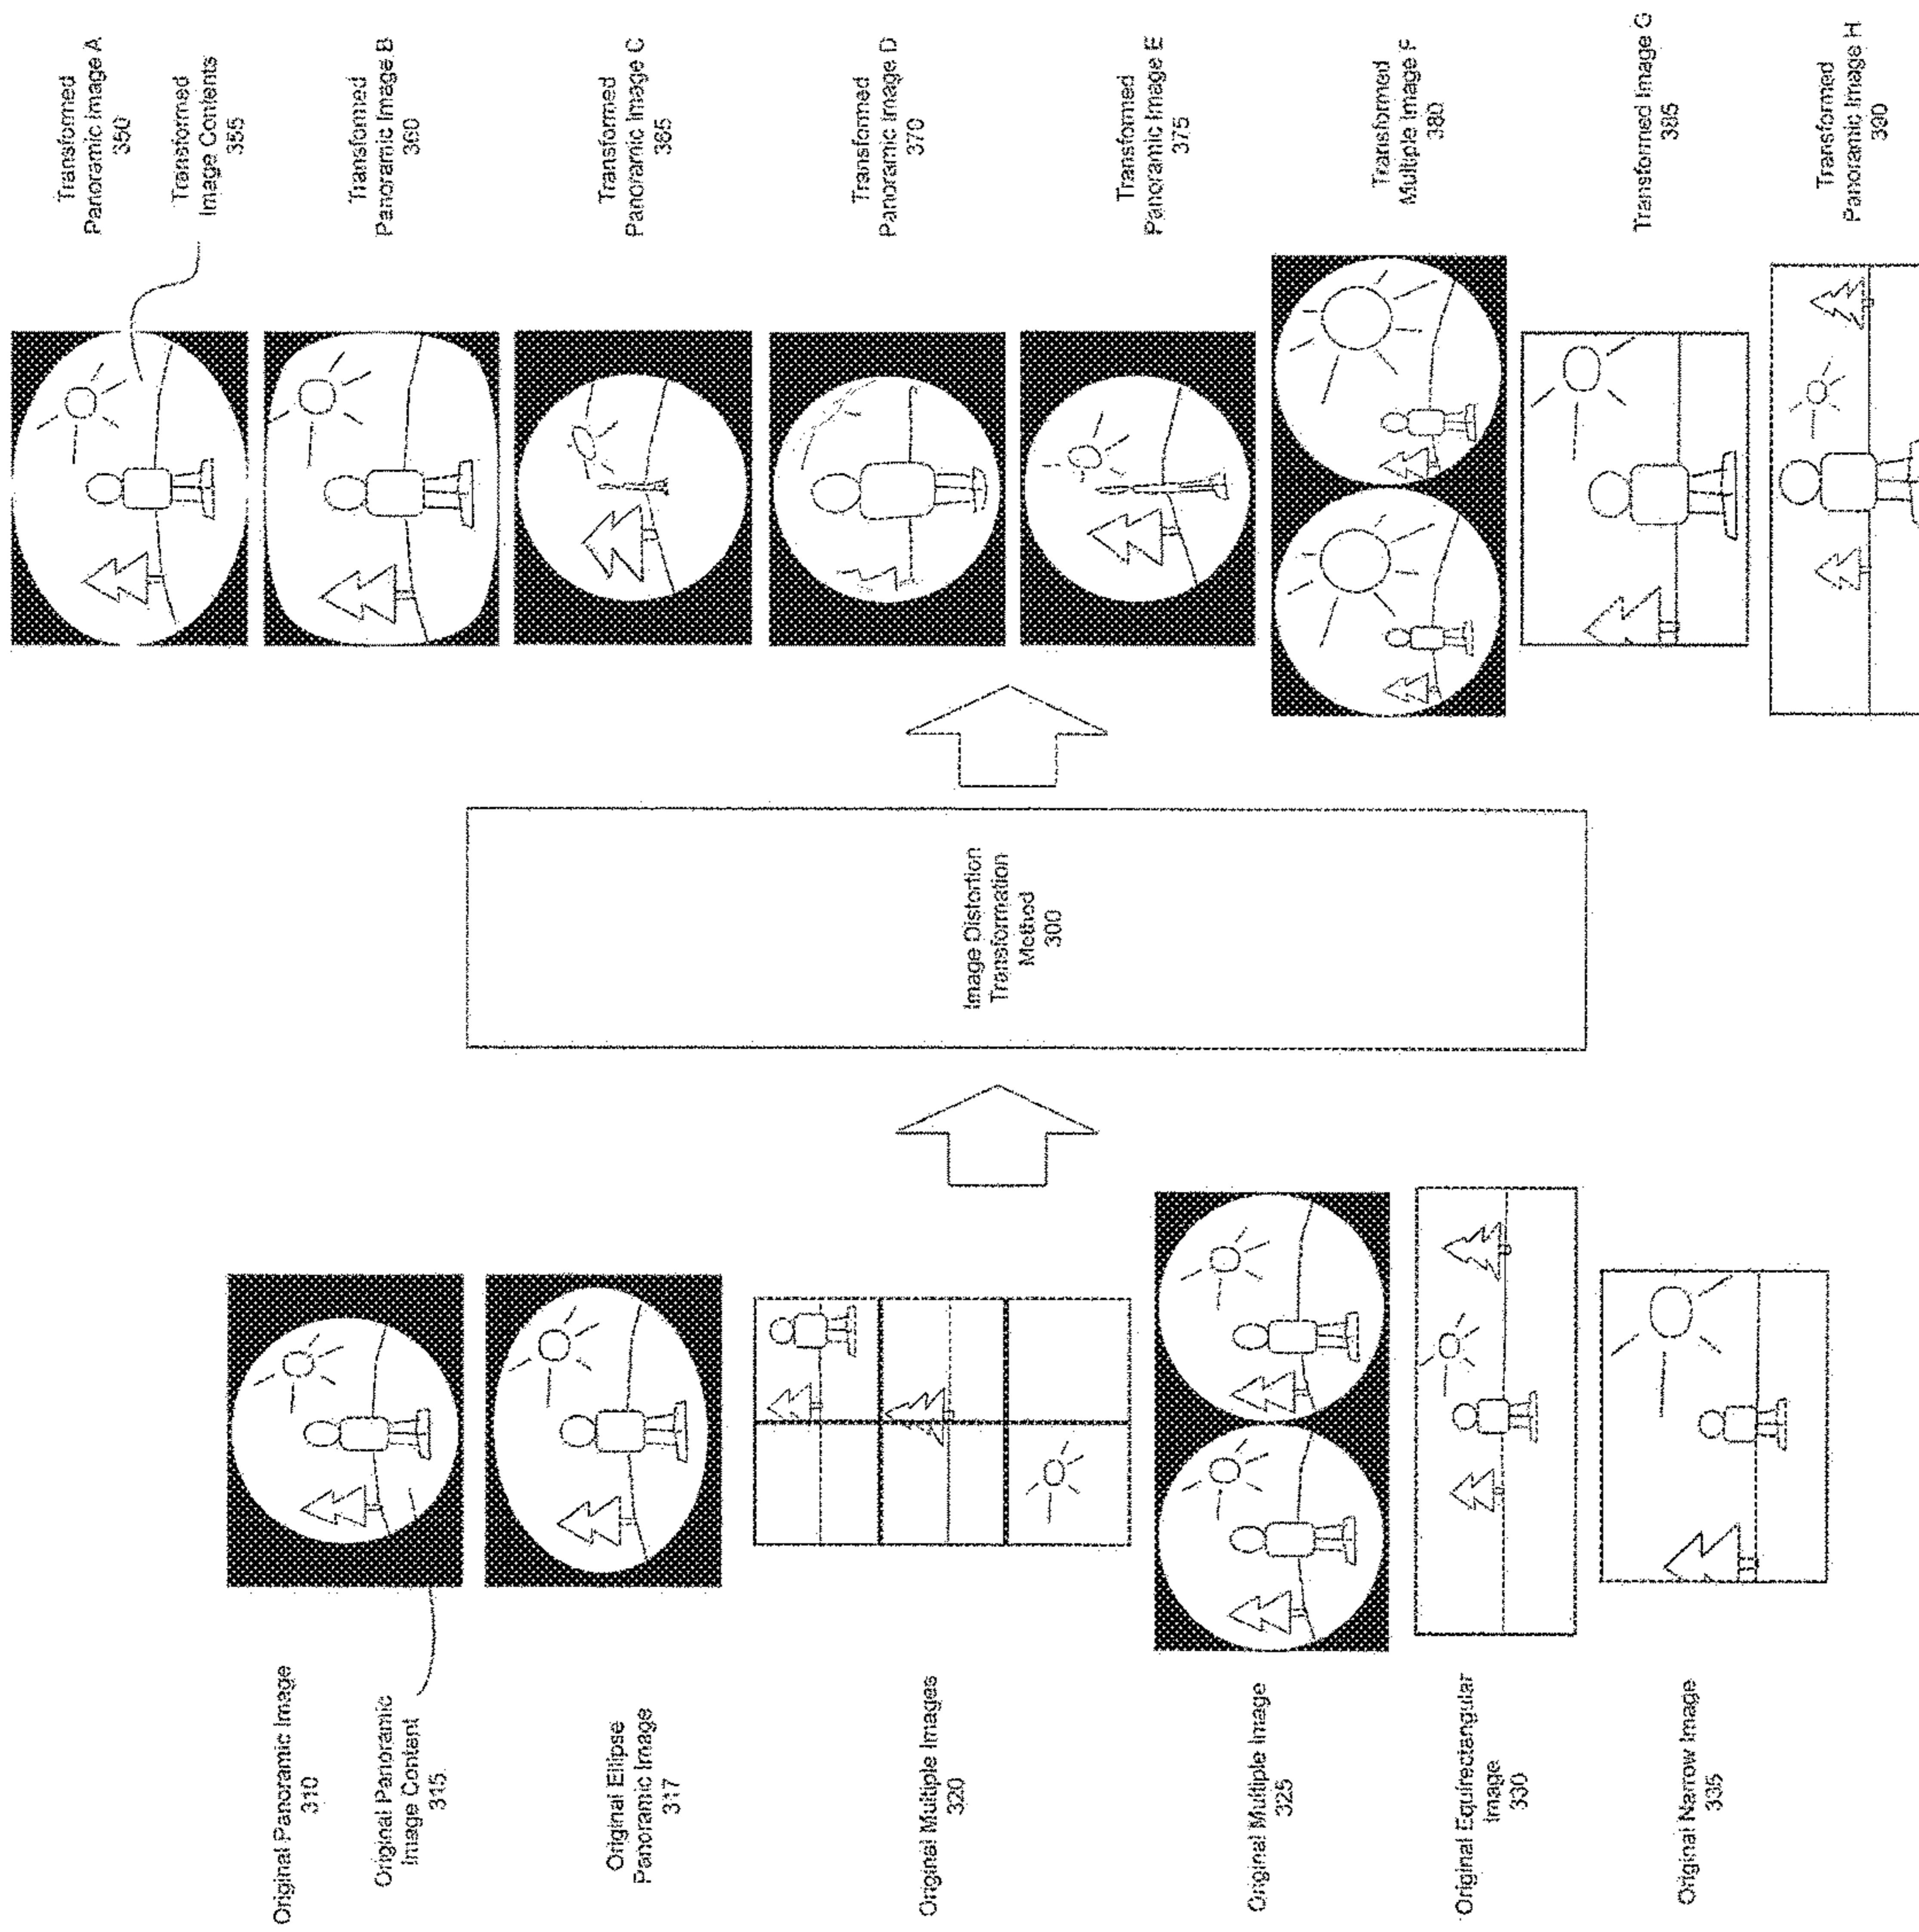 Original Panoramic Image
310
Original Panoramic
Image Content
315
Original Ellipse
Panoramic Image
317
Original Multiple Images
320
Original Multiple Image
325
Original Equirectangular
Image
330
Original Narrow Image
335
Image Distortion
Transformation
Method
300
Transformed
Panoramic Image A
350
Transformed
Image Contents
355
Transformed
Panoramic Image B
360
Transformed
Panoramic Image C
365
Transformed
Panoramic Image D
370
Transformed
Panoramic Image E
375
Transformed
Multiple Image F
380
Transformed Image G
385
Transformed
Panoramic Image H
390